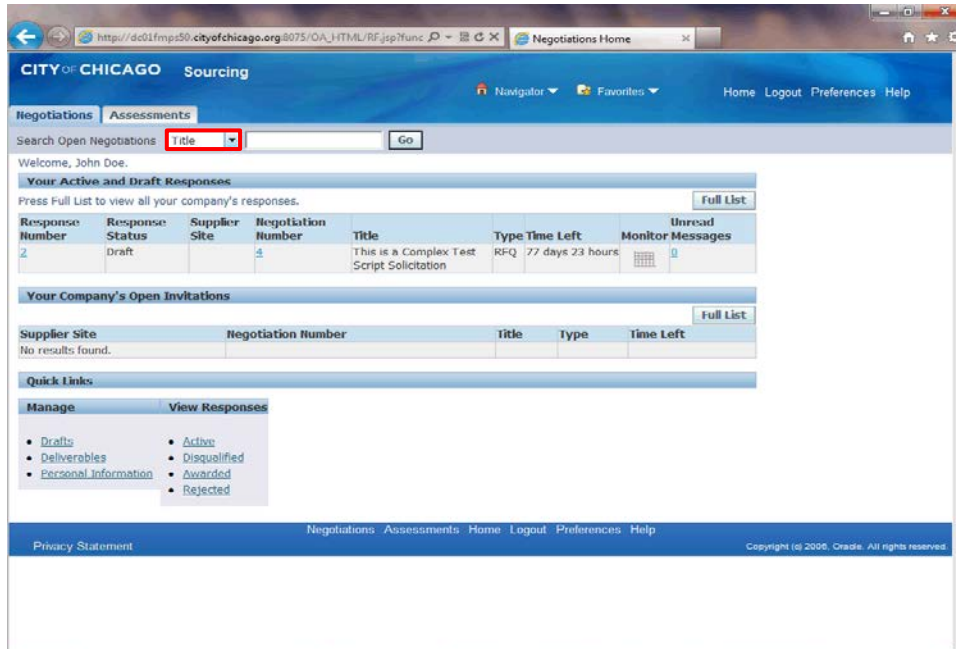 http://dc01fmps50.cityofchicago.org:8075/OA_HTML/RF.jsp?func Negotiations Home
CITY OF CHICAGO Sourcing
Navigator Favorites Home Logout Preferences Help
Negotiations Assessments
Search Open Negotiations Title Go
Welcome, John Doe.
Your Active and Draft Responses
Press Full List to view all your company's responses. Full List
Response Number Response Status Supplier Site Negotiation Number Title Type Time Left Monitor Unread Messages
2 Draft 4 This is a Complex Test Script Solicitation RFQ 77 days 23 hours 0
Your Company's Open Invitations
Full List
Supplier Site Negotiation Number Title Type Time Left
No results found.
Quick Links
Manage View Responses
• Drafts • Active
• Deliverables • Disqualified
• Personal Information • Awarded
• Rejected
Negotiations Assessments Home Logout Preferences Help
Privacy Statement Copyright (c) 2006, Oracle. All rights reserved.